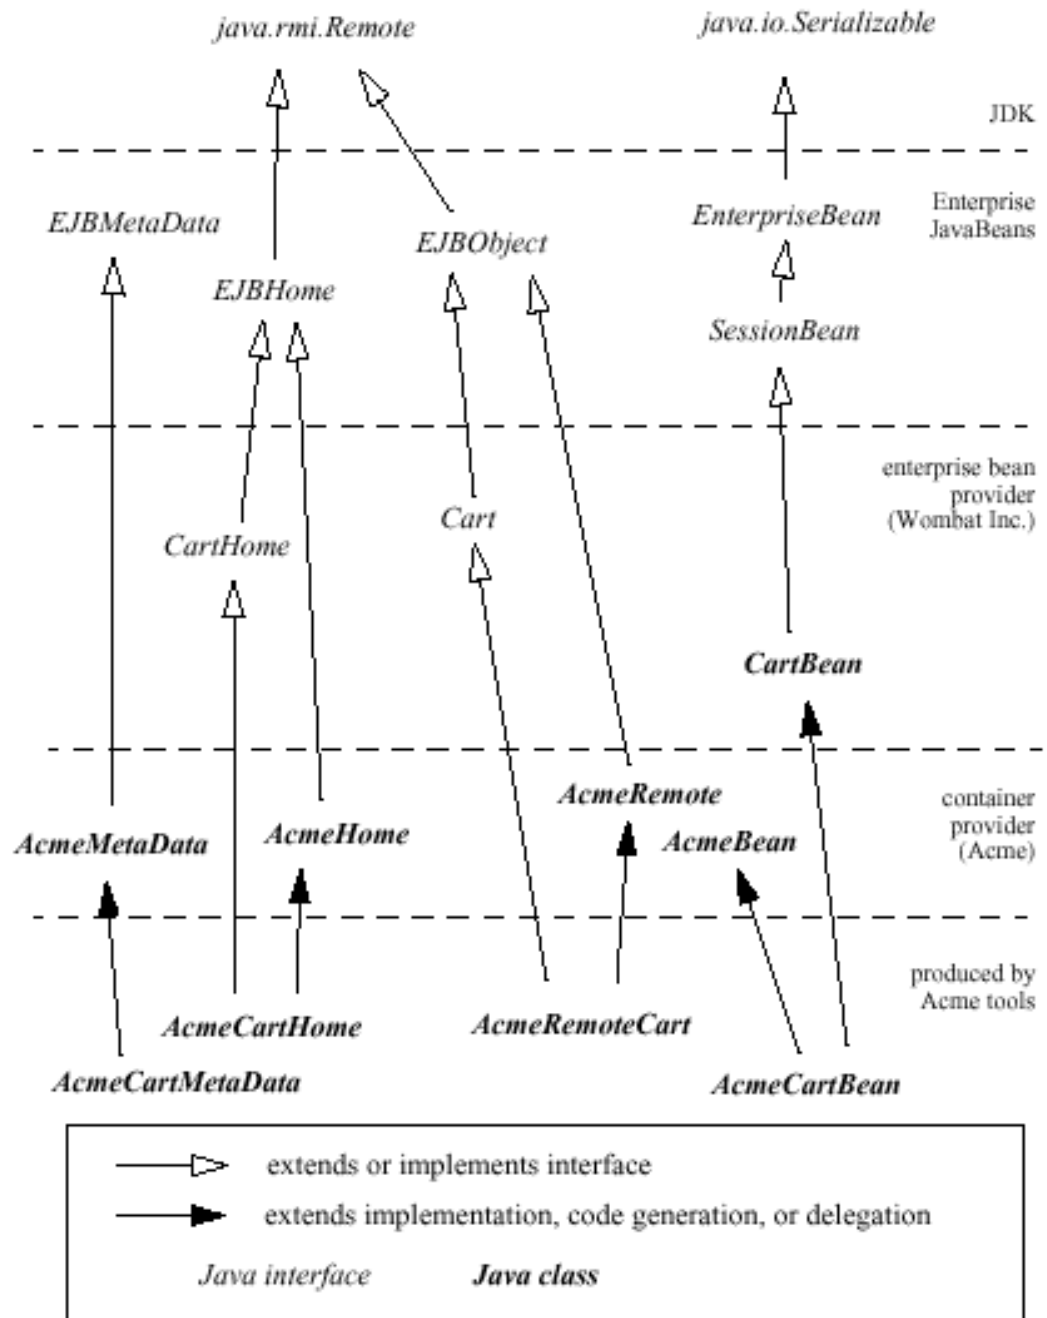 java.rmi.Remote
java.io.Serializable
JDK
EJBMetaData
EJBObject
EnterpriseBean
Enterprise
JavaBeans
EJBHome
SessionBean
enterprise bean
provider
(Wombat Inc.)
Cart
CartHome
CartBean
AcmeRemote
container
provider
(Acme)
AcmeMetaData
AcmeHome
AcmeBean
produced by
Acme tools
AcmeCartHome
AcmeRemoteCart
AcmeCartMetaData
AcmeCartBean
extends or implements interface
extends implementation, code generation, or delegation
Java interface
Java class